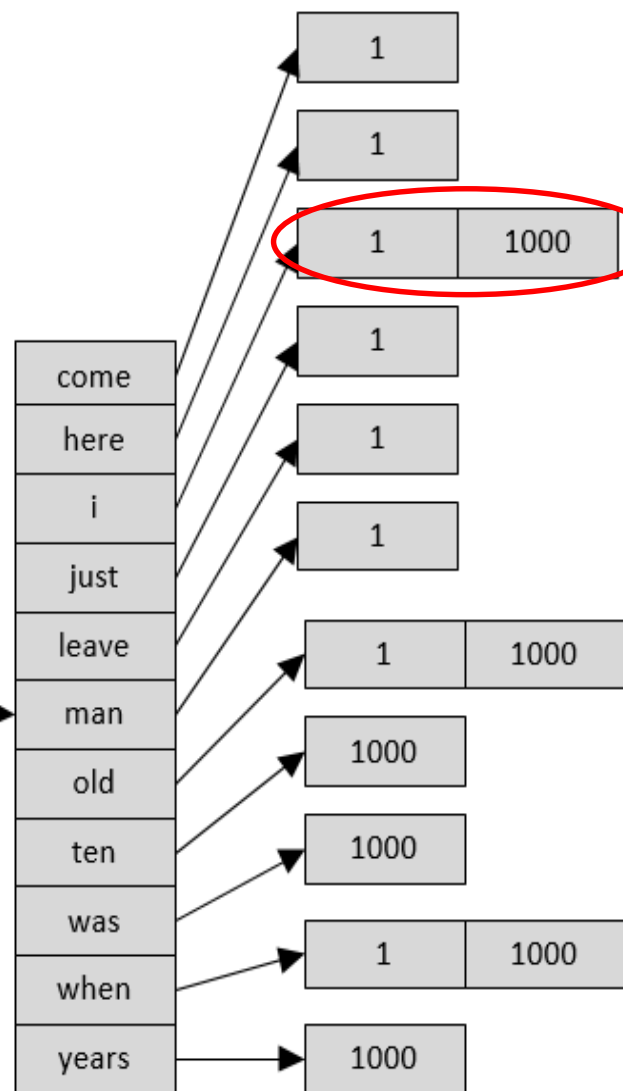 1
1
1 1000
1
come
1
here
i
1
just
leave
1 1000
man
1000
old
ten
1000
was
1 1000
when
years 1000